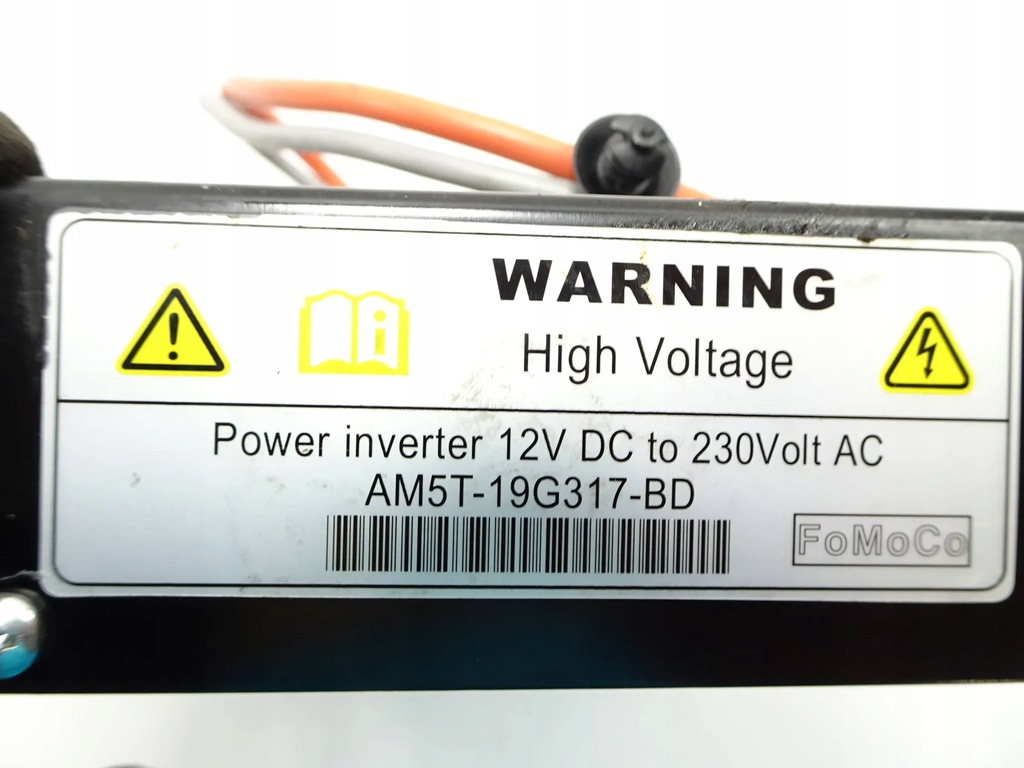 WARNING
High Voltage
Power inverter 12V DC to 230Volt AC
AM5T-19G317-BD
FoMoCo